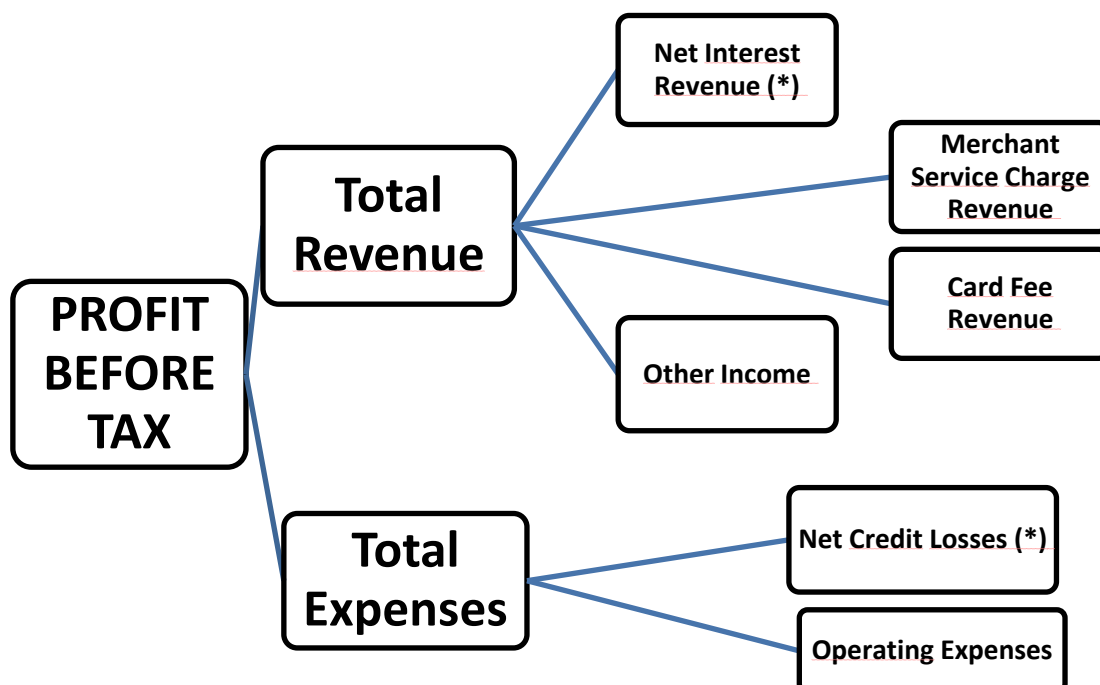 PROFIT
BEFORE
TAX
Total
Revenue
Net Interest
Revenue (*)
Merchant
Service Charge
Revenue
Card Fee
Revenue
Other Income
Total
Expenses
Net Credit Losses (*)
Operating Expenses